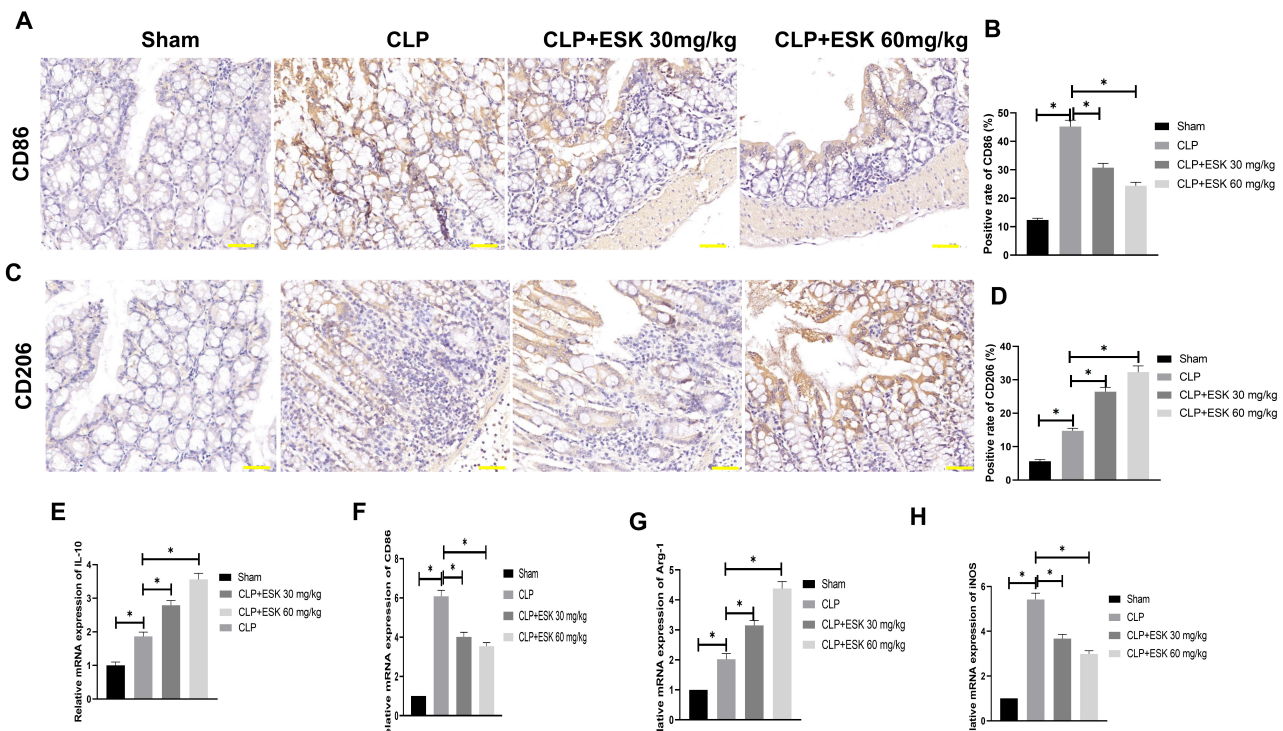 A
Sham
CLP
CLP+ESK 30mg/kg
CLP+ESK 60mg/kg
CD86
B
Positive rate of CD86 (%)
50
40
30
20
10
0
*
*
*
Sham
CLP
CLP+ESK 30 mg/kg
CLP+ESK 60 mg/kg
C
CD206
D
Positive rate of CD206 (%)
40
30
20
10
0
*
*
*
Sham
CLP
CLP+ESK 30 mg/kg
CLP+ESK 60 mg/kg
E
Relative mRNA expression of IL-10
4
3
2
1
0
*
*
*
Sham
CLP+ESK 30 mg/kg
CLP+ESK 60 mg/kg
CLP
F
elative mRNA expression of CD86
8
6
4
2
0
*
*
*
Sham
CLP
CLP+ESK 30 mg/kg
CLP+ESK 60 mg/kg
G
lative mRNA expression of Arg-1
5
4
3
2
1
0
*
*
*
Sham
CLP
CLP+ESK 30 mg/kg
CLP+ESK 60 mg/kg
H
lative mRNA expression of iNOS
6
4
2
0
*
*
*
Sham
CLP
CLP+ESK 30 mg/kg
CLP+ESK 60 mg/kg